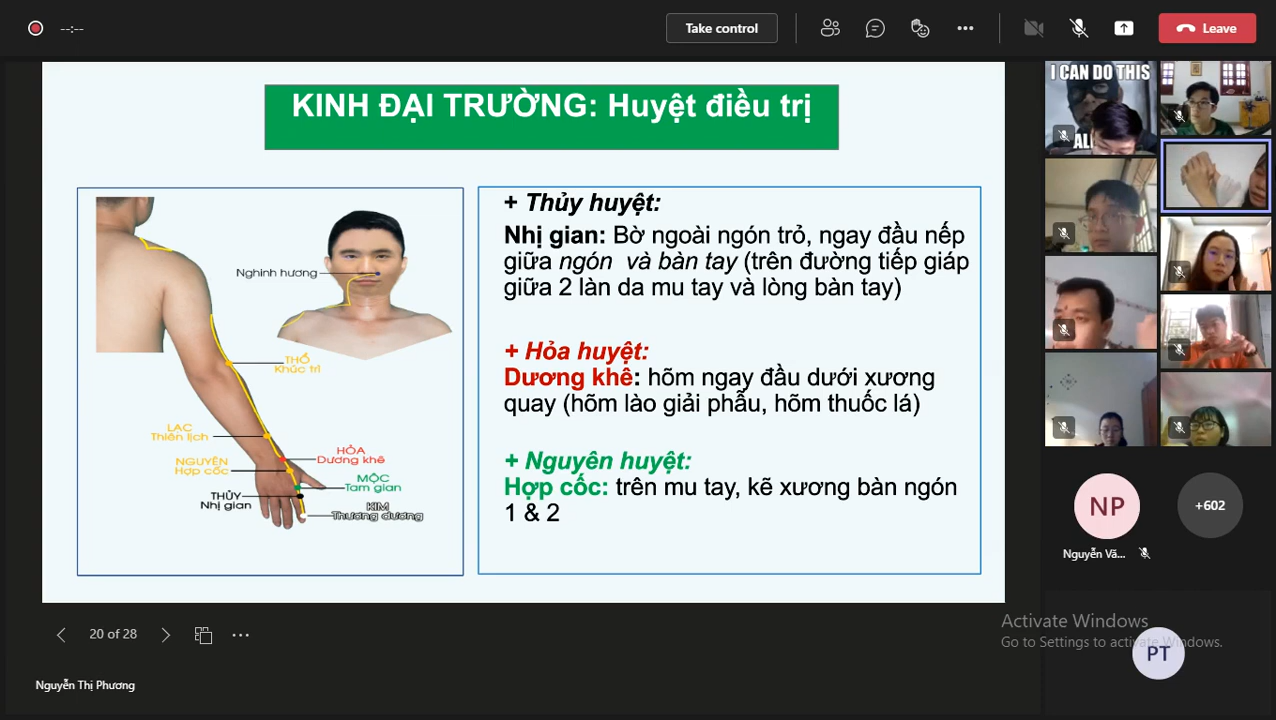 --:--
Take control
Leave
KINH ĐẠI TRƯỜNG: Huyệt điều trị
I CAN DO THIS
ALL
Nghinh hương
THỔ
Khúc trì
LẠC
Thiên lịch
NGUYÊN
Hợp cốc
HỎA
Dương khê
MỘC
Tam gian
THỦY
Nhị gian
KIM
Thương dương
+ Thủy huyệt:
Nhị gian: Bờ ngoài ngón trỏ, ngay đầu nếp
giữa ngón và bàn tay (trên đường tiếp giáp
giữa 2 làn da mu tay và lòng bàn tay)
+ Hỏa huyệt:
Dương khê: hõm ngay đầu dưới xương
quay (hõm lào giải phẫu, hõm thuốc lá)
+ Nguyên huyệt:
Hợp cốc: trên mu tay, kẽ xương bàn ngón
1 & 2
NP
+602
Nguyễn Vă...
Activate Windows
Go to Settings to activate Windows.
PT
20 of 28
Nguyễn Thị Phương